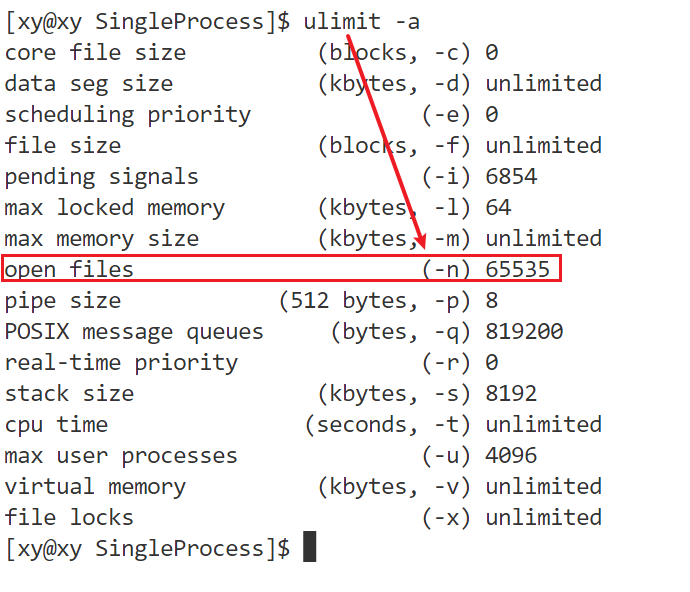 [xy@xy SingleProcess]$ ulimit -a
core file size (blocks, -c) 0
data seg size (kbytes, -d) unlimited
scheduling priority (-e) 0
file size (blocks, -f) unlimited
pending signals (-i) 6854
max locked memory (kbytes, -l) 64
max memory size (kbytes, -m) unlimited
open files (-n) 65535
pipe size (512 bytes, -p) 8
POSIX message queues (bytes, -q) 819200
real-time priority (-r) 0
stack size (kbytes, -s) 8192
cpu time (seconds, -t) unlimited
max user processes (-u) 4096
virtual memory (kbytes, -v) unlimited
file locks (-x) unlimited
[xy@xy SingleProcess]$